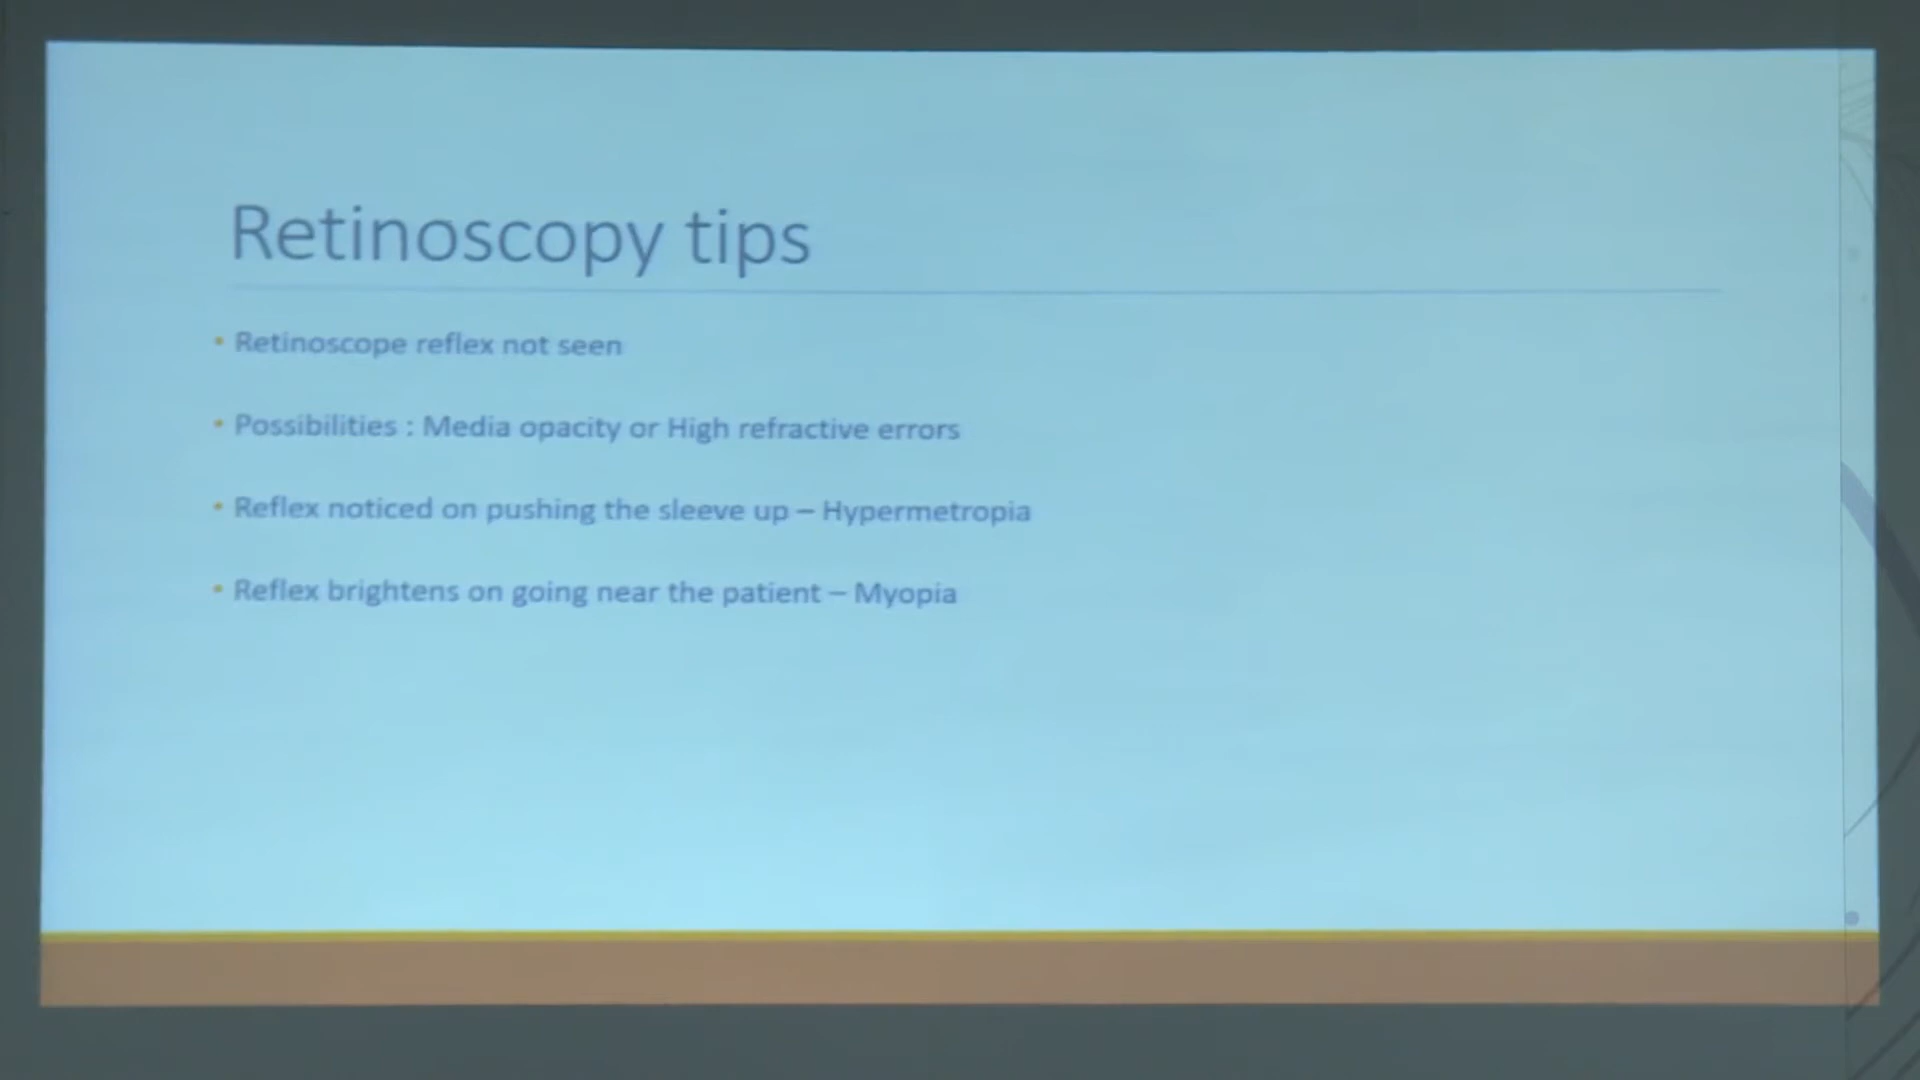 Retinoscopy tips
• Retinoscope reflex not seen
• Possibilities : Media opacity or High refractive errors
• Reflex noticed on pushing the sleeve up – Hypermetropia
• Reflex brightens on going near the patient – Myopia